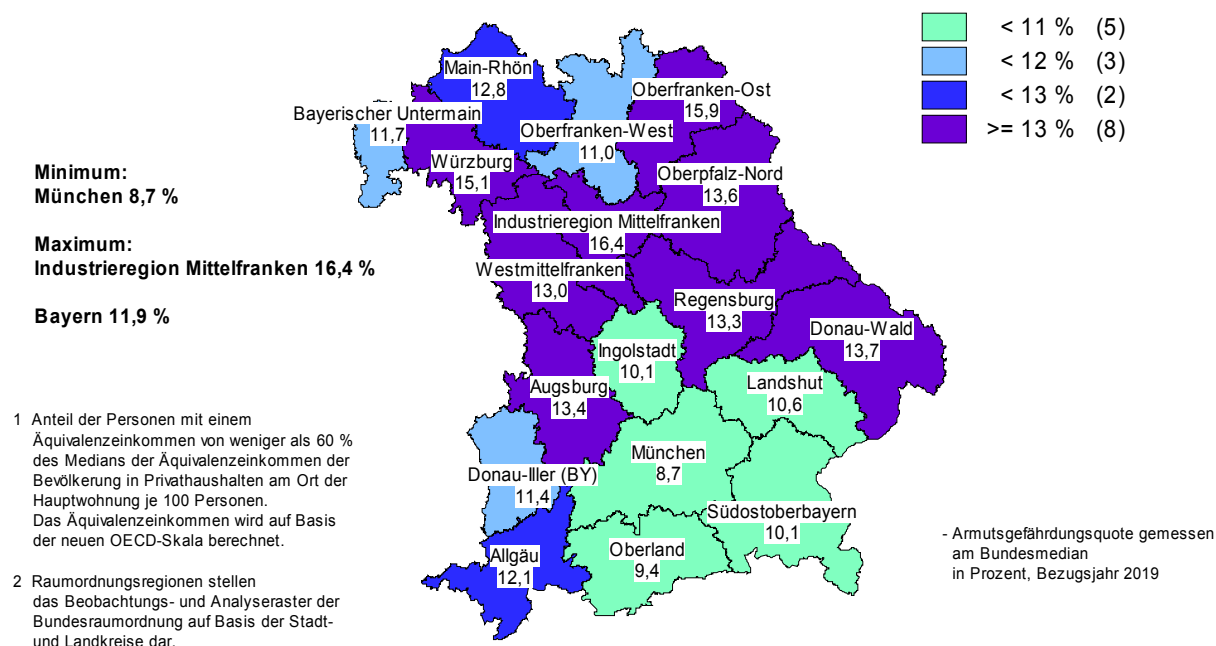 < 11 % (5)
< 12 % (3)
< 13 % (2)
>= 13 % (8)
Main-Rhön
12,8
Oberfranken-Ost
15,9
Bayerischer Untermain
11,7
Oberfranken-West
11,0
Würzburg
15,1
Oberpfalz-Nord
13,6
Industrieregion Mittelfranken
16,4
Westmittelfranken
13,0
Regensburg
13,3
Donau-Wald
13,7
Ingolstadt
10,1
Landshut
10,6
Augsburg
13,4
München
8,7
Donau-Iller (BY)
11,4
Südostoberbayern
10,1
Oberland
9,4
Allgäu
12,1
Minimum:
München 8,7 %
Maximum:
Industrieregion Mittelfranken 16,4 %
Bayern 11,9 %
1 Anteil der Personen mit einem
Äquivalenzeinkommen von weniger als 60 %
des Medians der Äquivalenzeinkommen der
Bevölkerung in Privathaushalten am Ort der
Hauptwohnung je 100 Personen.
Das Äquivalenzeinkommen wird auf Basis
der neuen OECD-Skala berechnet.
2 Raumordnungsregionen stellen
das Beobachtungs- und Analyseraster der
Bundesraumordnung auf Basis der Stadt-
und Landkreise dar.
- Armutsgefährdungsquote gemessen
am Bundesmedian
in Prozent, Bezugsjahr 2019